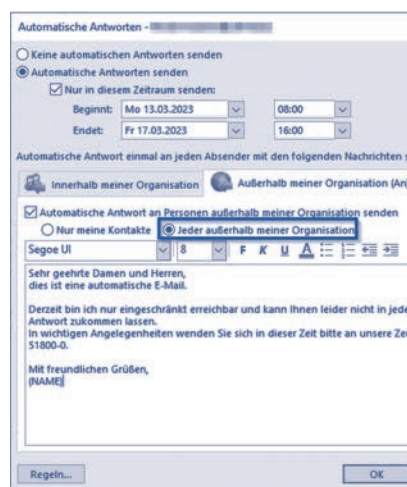 Automatische Antworten -
Keine automatischen Antworten senden
Automatische Antworten senden
Nur in diesem Zeitraum senden:
Beginnt: Mo 13.03.2023 08:00
Endet: Fr 17.03.2023 16:00
Automatische Antwort einmal an jeden Absender mit den folgenden Nachrichten
Innerhalb meiner Organisation Außerhalb meiner Organisation
Automatische Antwort an Personen außerhalb meiner Organisation senden
Nur meine Kontakte Jeder außerhalb meiner Organisation
Segoe UI 8 F K U A
Sehr geehrte Damen und Herren,
dies ist eine automatische E-Mail.
Derzeit bin ich nur eingeschränkt erreichbar und kann Ihnen leider nicht in
Antwort zukommen lassen.
In wichtigen Angelegenheiten wenden Sie sich in dieser Zeit bitte an unsere
51800-0.
Mit freundlichen Grüßen,
(NAME)
Regeln... OK